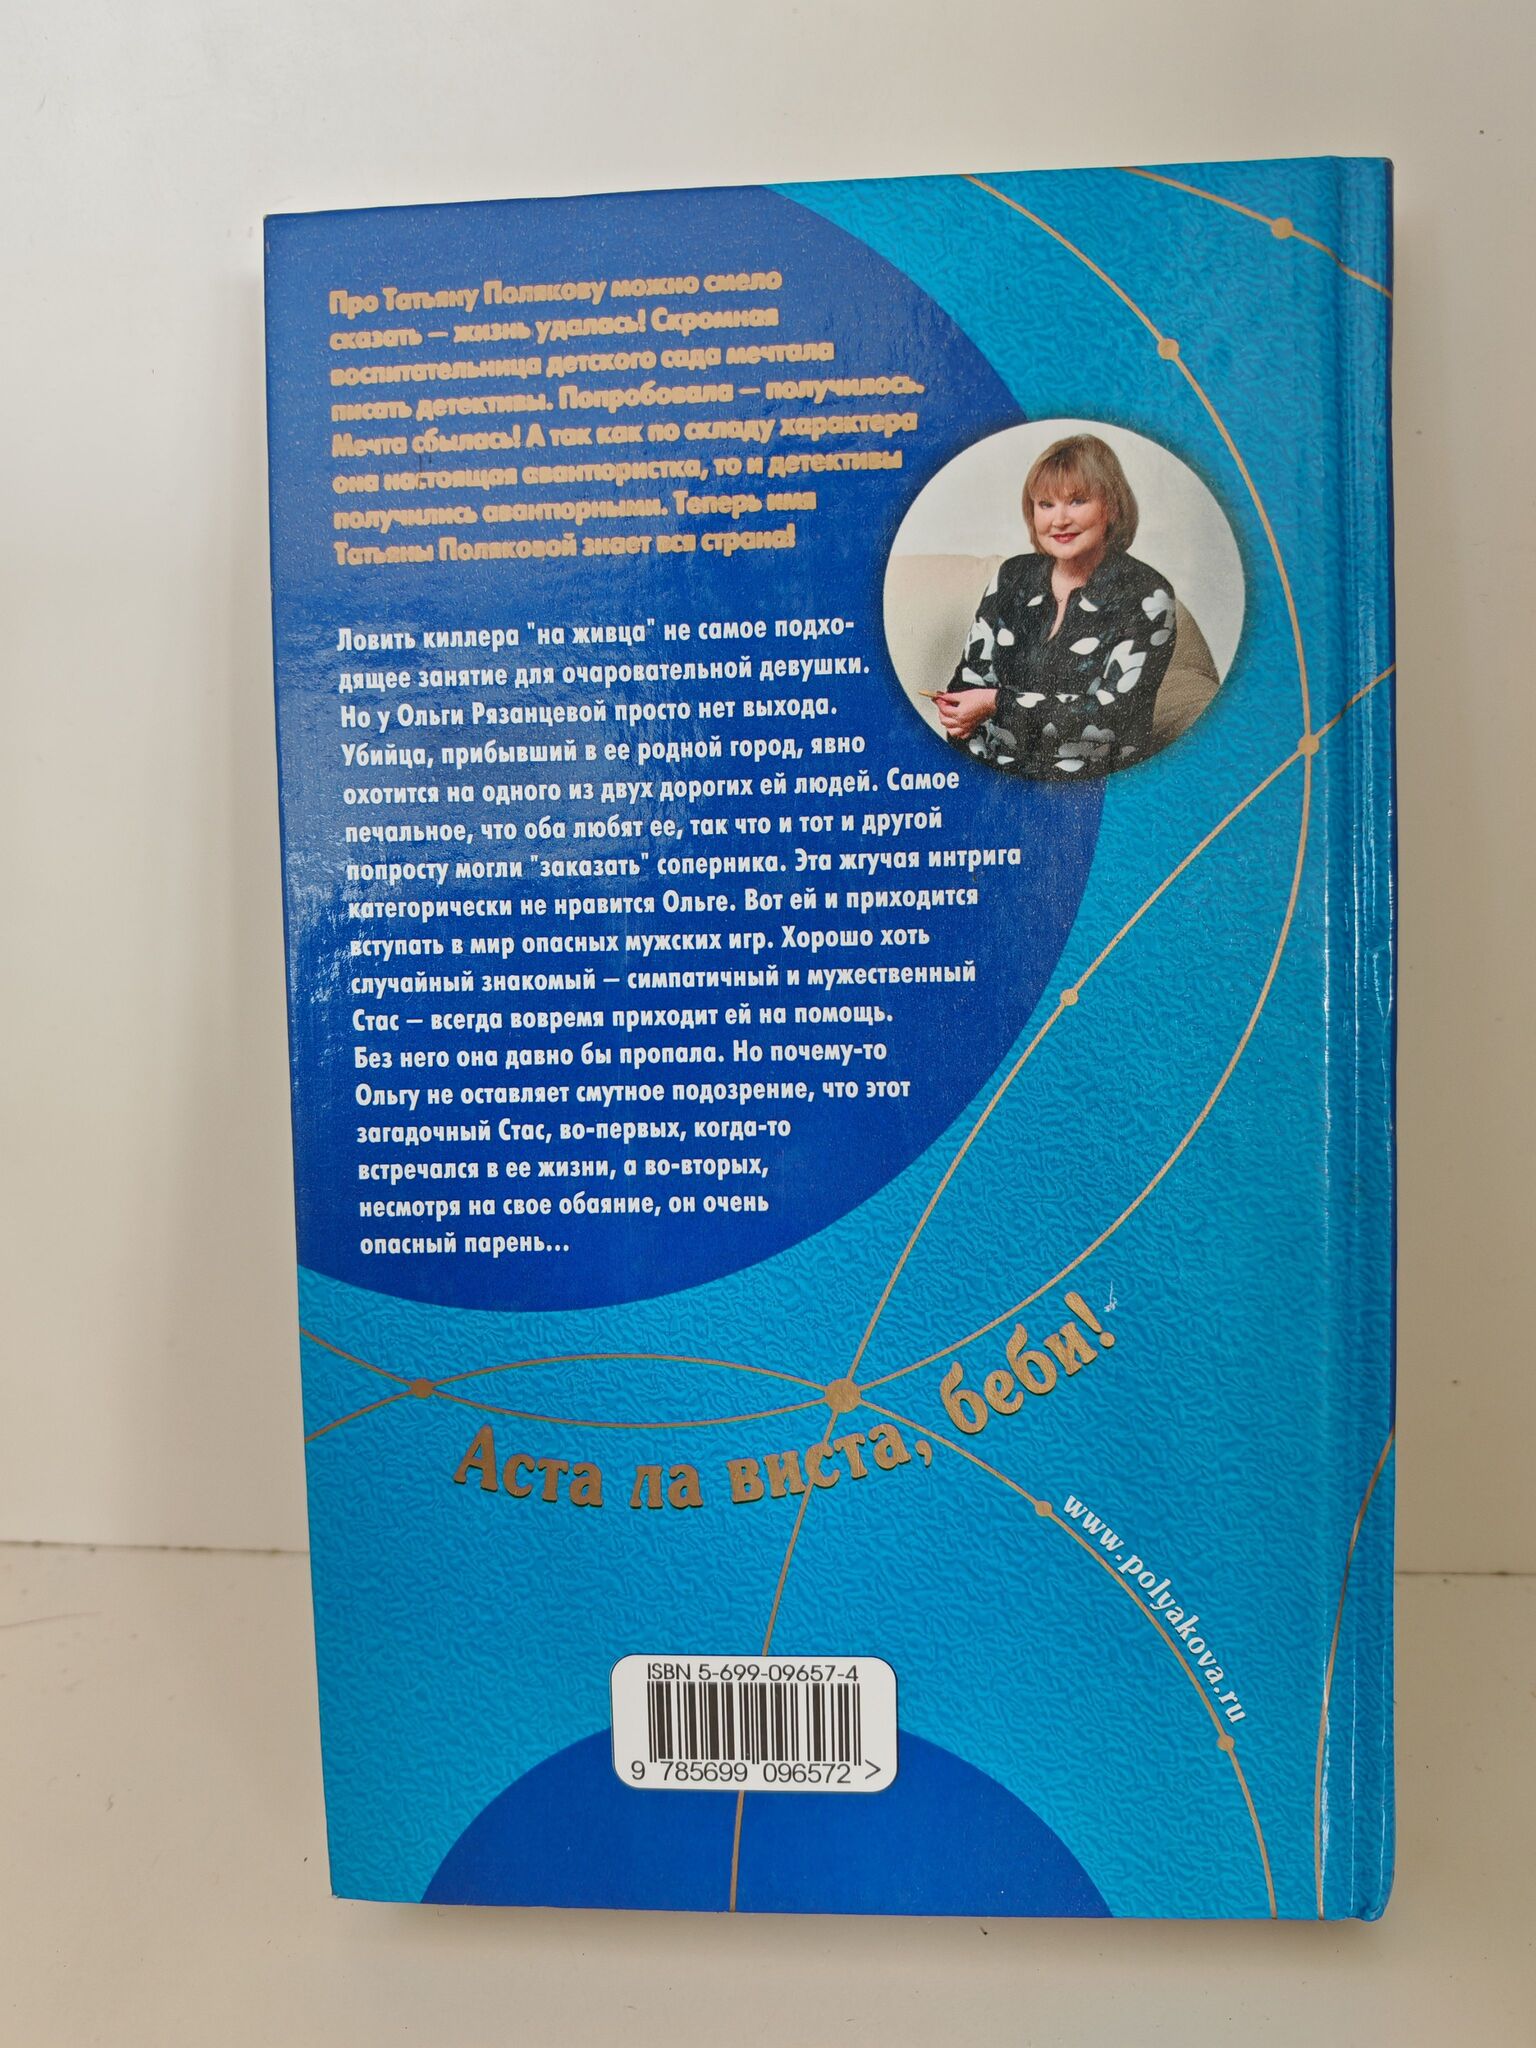 Про Татьяну Полякову можно смело
сказать – жизнь удалась! Скромная
воспитательница детского сада мечтала
писать детективы. Попробовала – получилось.
Мечта сбылась! А так как по складу характера
она настоящая авантюристка, то и детективы
получились авантюрными. Теперь имя
Татьяны Поляковой знает вся страна!
Ловить киллера "на живца" не самое подхо-
дящее занятие для очаровательной девушки.
Но у Ольги Рязанцевой просто нет выхода.
Убийца, прибывший в ее родной город, явно
охотится на одного из двух дорогих ей людей. Самое
печальное, что оба любят ее, так что и тот и другой
попросту могли "заказать" соперника. Эта жгучая интрига
категорически не нравится Ольге. Вот ей и приходится
вступать в мир опасных мужских игр. Хорошо хоть
случайный знакомый – симпатичный и мужественный
Стас – всегда вовремя приходит ей на помощь.
Без него она давно бы пропала. Но почему-то
Ольгу не оставляет смутное подозрение, что этот
загадочный Стас, во-первых, когда-то
встречался в ее жизни, а во-вторых,
несмотря на свое обаяние, он очень
опасный парень...
Аста ла виста, беби!
www.polyakova.ru
ISBN 5-699-09657-4
9 785699 096572 >